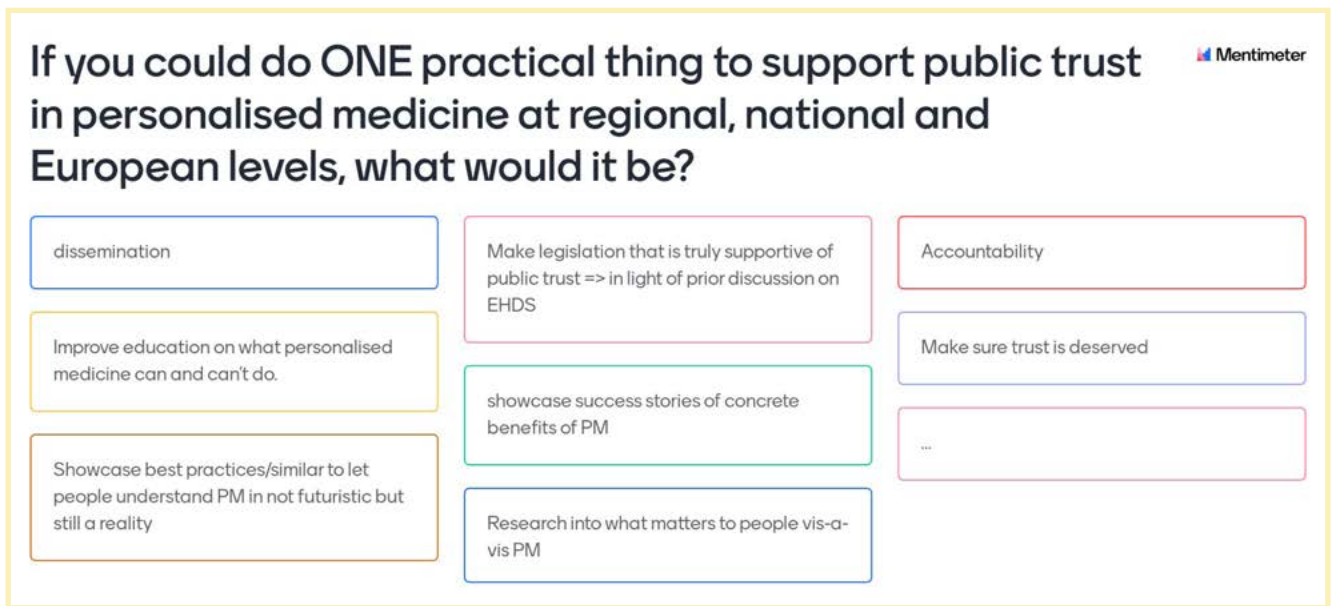 If you could do ONE practical thing to support public trust
in personalised medicine at regional, national and
European levels, what would it be?
Mentimeter
dissemination
Improve education on what personalised
medicine can and can't do.
Showcase best practices/similar to let
people understand PM in not futuristic but
still a reality
Make legislation that is truly supportive of
public trust => in light of prior discussion on
EHDS
showcase success stories of concrete
benefits of PM
Research into what matters to people vis-a-
vis PM
Accountability
Make sure trust is deserved
...